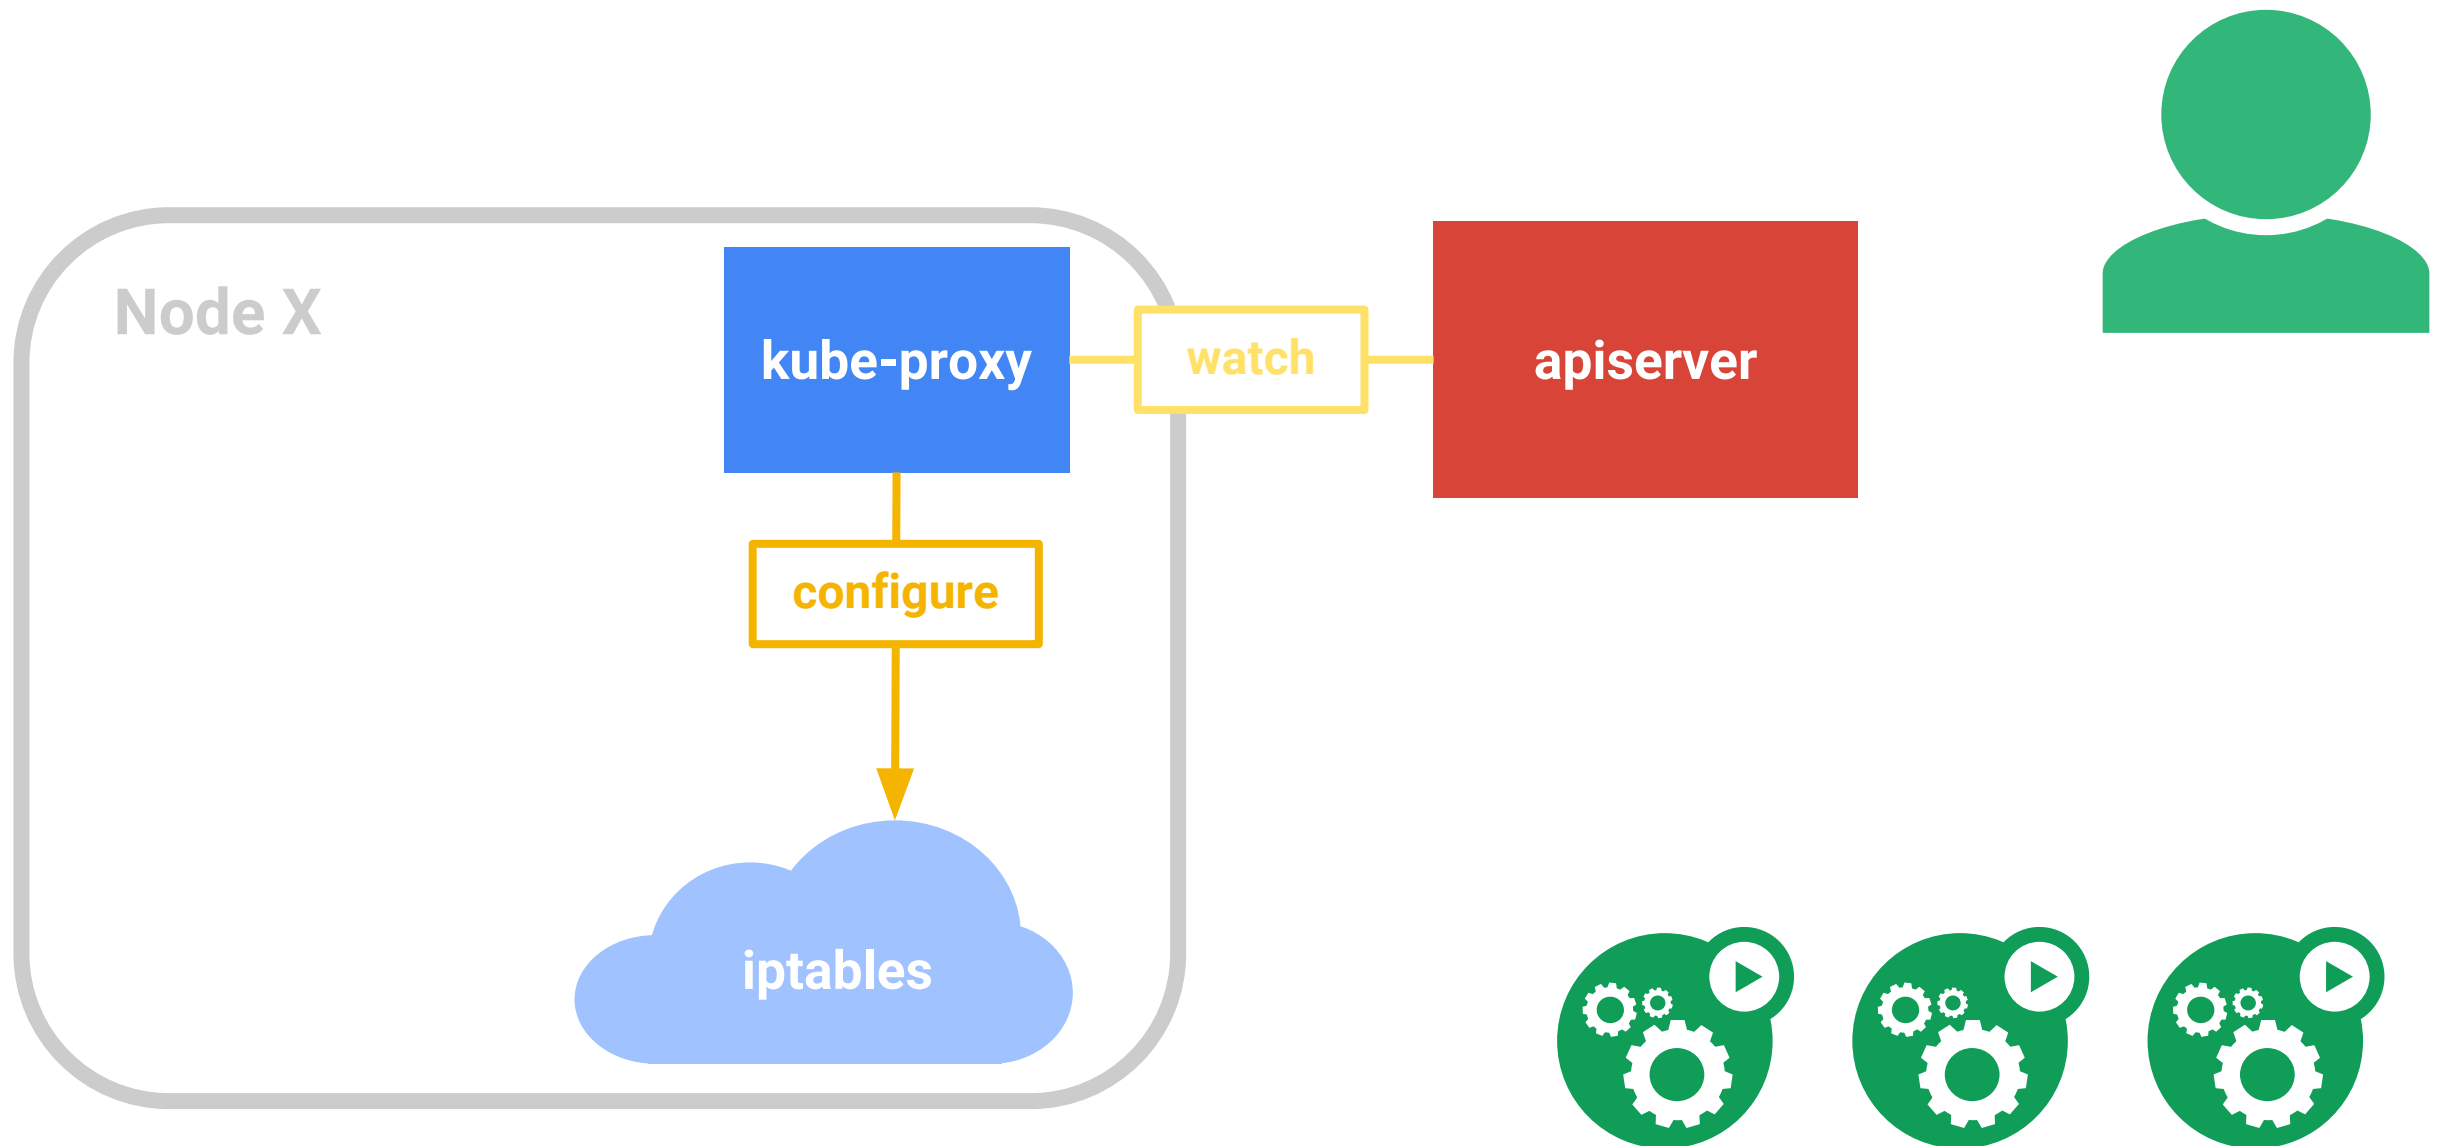 Node X
kube-proxy
watch
apiserver
configure
iptables